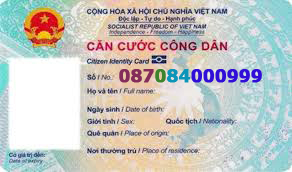 CỘNG HÒA XÃ HỘI CHỦ NGHĨA VIỆT NAM
Độc lập - Tự do - Hạnh phúc
SOCIALIST REPUBLIC OF VIET NAM
Independence - Freedom - Happiness
CĂN CƯỚC CÔNG DÂN
Citizen Identity Card
Số / No.: 087084000999
Họ và tên / Full name:
Ngày sinh / Date of birth:
Giới tính / Sex: Quốc tịch / Nationality:
Quê quán / Place of origin:
Nơi thường trú / Place of residence:
Có giá trị đến:
Date of expiry